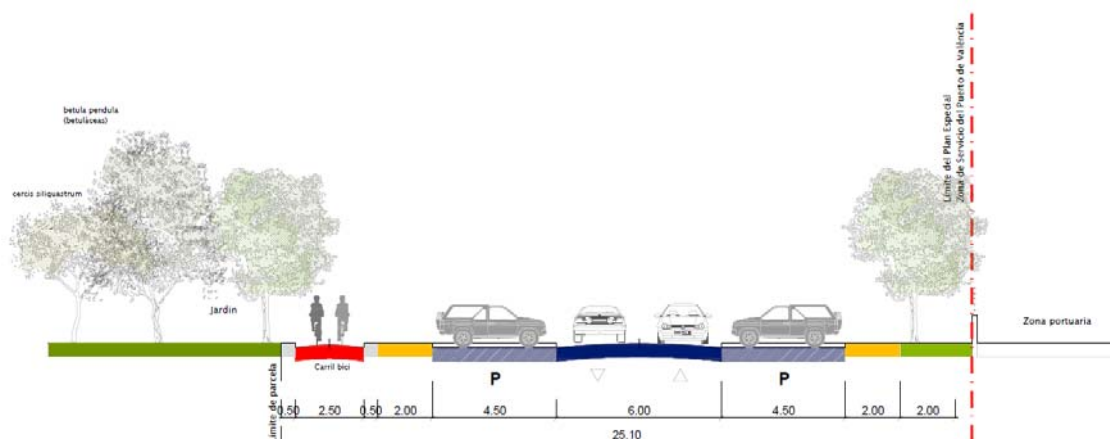 betula pendula
(betuláceas)
cercis siliquastrum
Jardín
Límite del Plan Especial
Zona de Servicio del Puerto de València
Zona portuaria
Carril bici
Límite de parcela
P
P
0.50
2.50
0.50
2.00
4.50
6.00
4.50
2.00
2.00
25.10